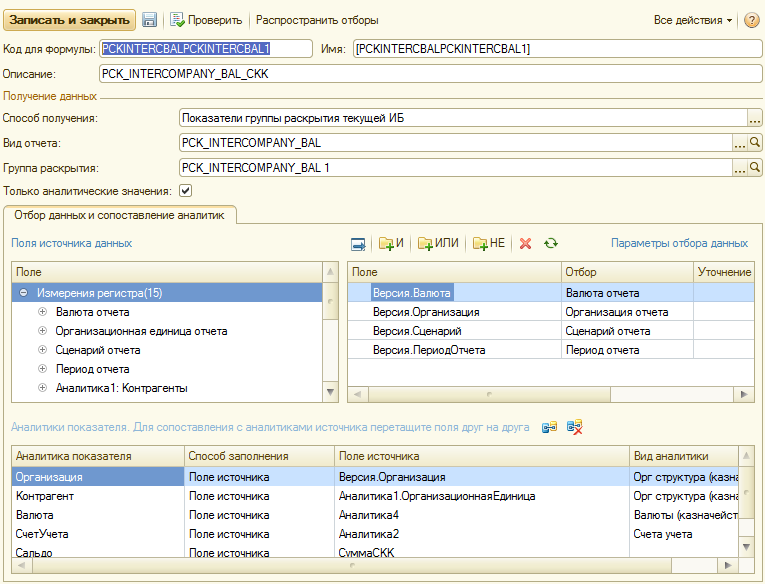 Записать и закрыть Проверить Распространить отборы Все действия
Код для формулы: PCKINTERCBALPCKINTERCBAL1 Имя: [PCKINTERCBALPCKINTERCBAL1]
Описание: PCK_INTERCOMPANY_BAL_CKK
Получение данных
Способ получения: Показатели группы раскрытия текущей ИБ ...
Вид отчета: PCK_INTERCOMPANY_BAL ...
Группа раскрытия: PCK_INTERCOMPANY_BAL 1 ...
Только аналитические значения:
Отбор данных и сопоставление аналитик
Поля источника данных И ИЛИ НЕ Параметры отбора данных
Поле Поле Отбор Уточнение
Измерения регистра(15) Версия.Валюта Валюта отчета
Валюта отчета Версия.Организация Организация отчета
Организационная единица отчета Версия.Сценарий Сценарий отчета
Сценарий отчета Версия.ПериодОтчета Период отчета
Период отчета
Аналитика1: Контрагенты
Аналитики показателя. Для сопоставления с аналитиками источника перетащите поля друг на друга
Аналитика показателя Способ заполнения Поле источника Вид аналитики
Организация Поле источника Версия.Организация Орг структура (казна
Контрагент Поле источника Аналитика1.ОрганизационнаяЕдиница Орг структура (казна
Валюта Поле источника Аналитика4 Валюты (казначейст
СчетУчета Поле источника Аналитика2 Счета учета
Сальдо Поле источника СуммаСКК